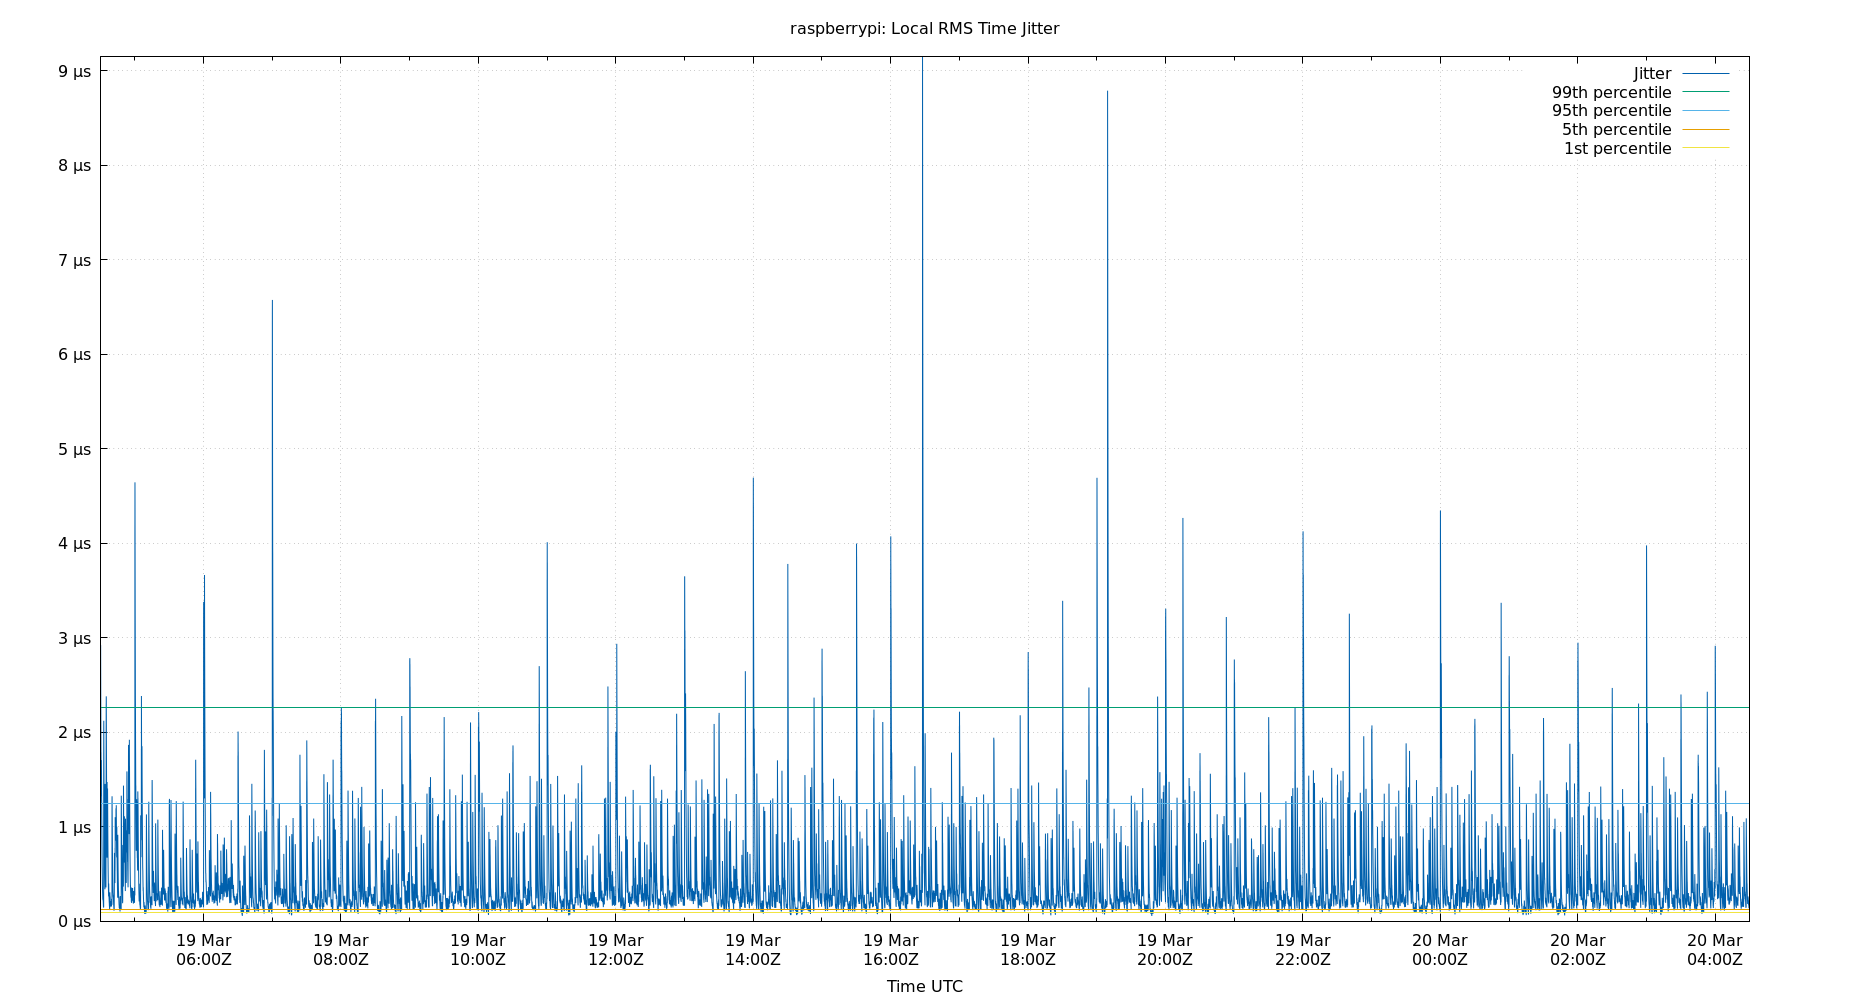 raspberrypi: Local RMS Time Jitter
9 µs
8 µs
7 µs
6 µs
5 µs
4 µs
3 µs
2 µs
1 µs
0 µs
Jitter
99th percentile
95th percentile
5th percentile
1st percentile
19 Mar
06:00Z
19 Mar
08:00Z
19 Mar
10:00Z
19 Mar
12:00Z
19 Mar
14:00Z
19 Mar
16:00Z
19 Mar
18:00Z
19 Mar
20:00Z
19 Mar
22:00Z
20 Mar
00:00Z
20 Mar
02:00Z
20 Mar
04:00Z
Time UTC